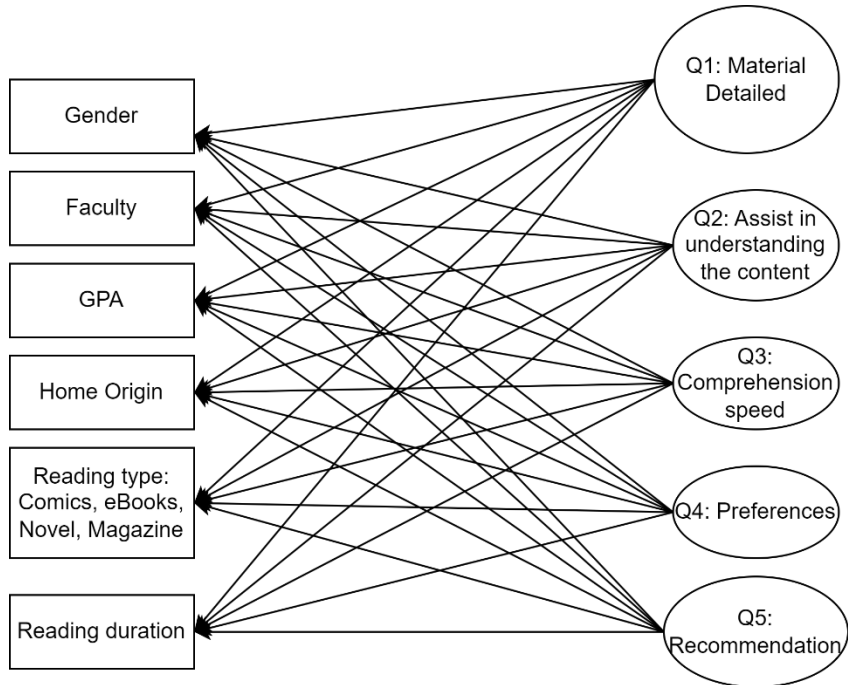 Gender
Faculty
GPA
Home Origin
Reading type:
Comics, eBooks,
Novel, Magazine
Reading duration
Q1: Material
Detailed
Q2: Assist in
understanding
the content
Q3:
Comprehension
speed
Q4: Preferences
Q5:
Recommendation